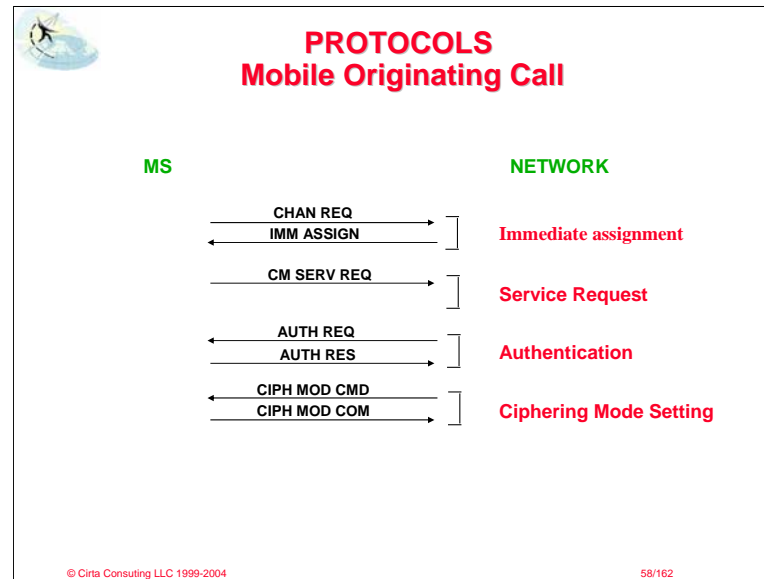 PROTOCOLS
Mobile Originating Call
MS
NETWORK
CHAN REQ
IMM ASSIGN
Immediate assignment
CM SERV REQ
Service Request
AUTH REQ
AUTH RES
Authentication
CIPH MOD CMD
CIPH MOD COM
Ciphering Mode Setting
© Cirta Consuting LLC 1999-2004
58/162